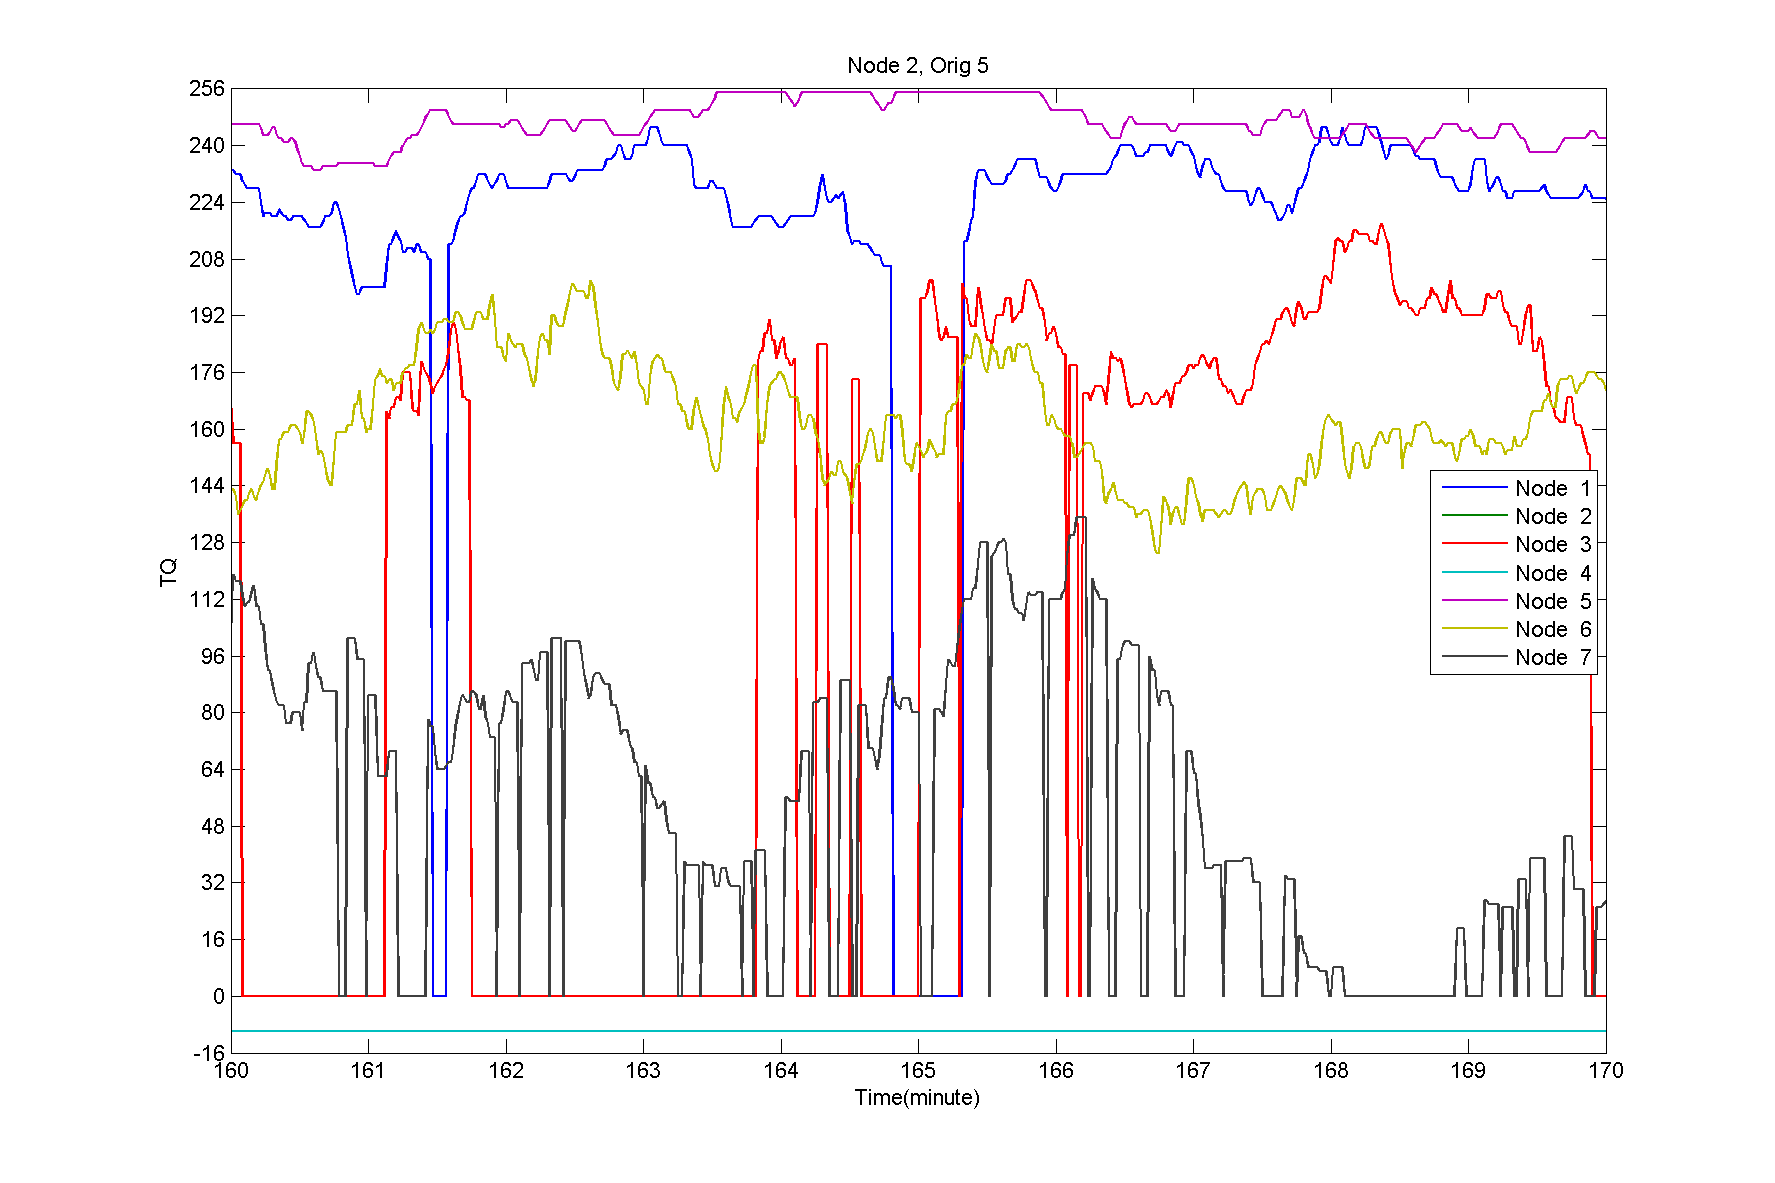 Node 2, Orig 5
256
240
224
208
192
176
160
144
128
112
96
80
64
48
32
16
0
-16
TQ
Node 1
Node 2
Node 3
Node 4
Node 5
Node 6
Node 7
160 161 162 163 164 165 166 167 168 169 170
Time(minute)